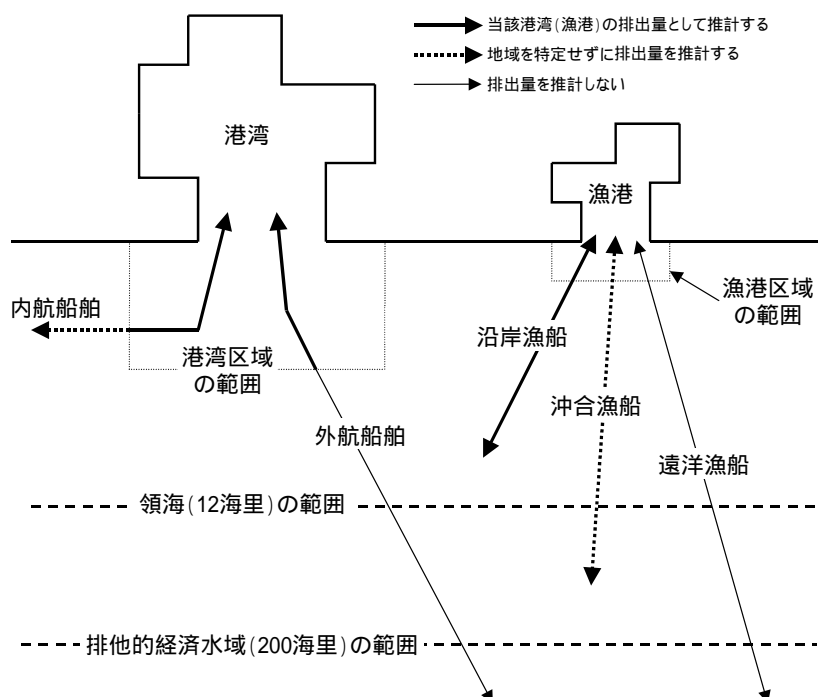 当該港湾(漁港)の排出量として推計する
地域を特定せずに排出量を推計する
排出量を推計しない
港湾
漁港
内航船舶
港湾区域
の範囲
漁港区域
の範囲
沿岸漁船
沖合漁船
外航船舶
遠洋漁船
領海(12海里)の範囲
排他的経済水域(200海里)の範囲